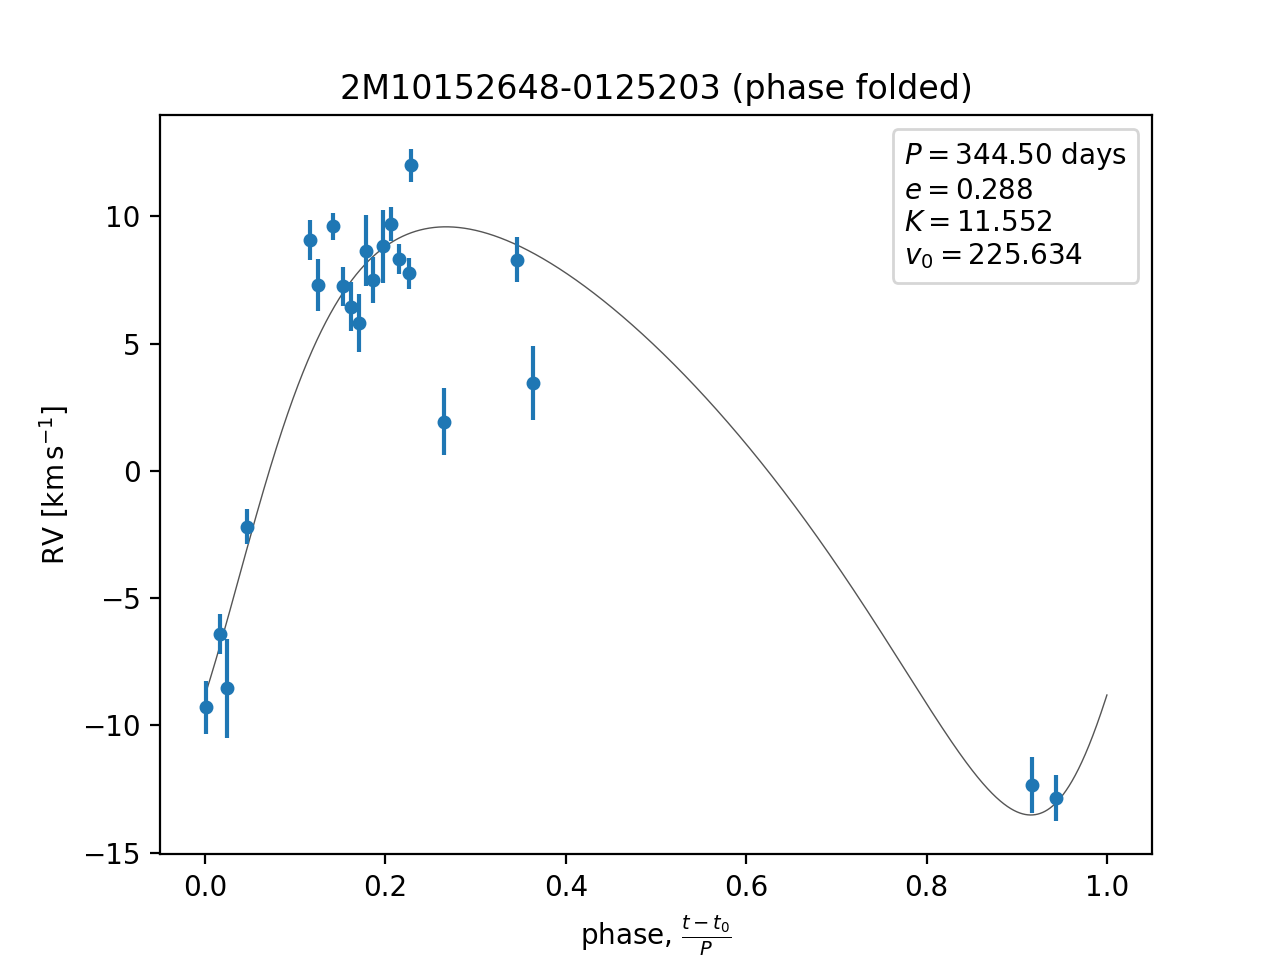 2M10152648-0125203 (phase folded)
P = 344.50 days
e = 0.288
K = 11.552
v₀ = 225.634
10
5
0
−5
−10
−15
RV [km s⁻¹]
0.0 0.2 0.4 0.6 0.8 1.0
phase, (t − t₀)/P